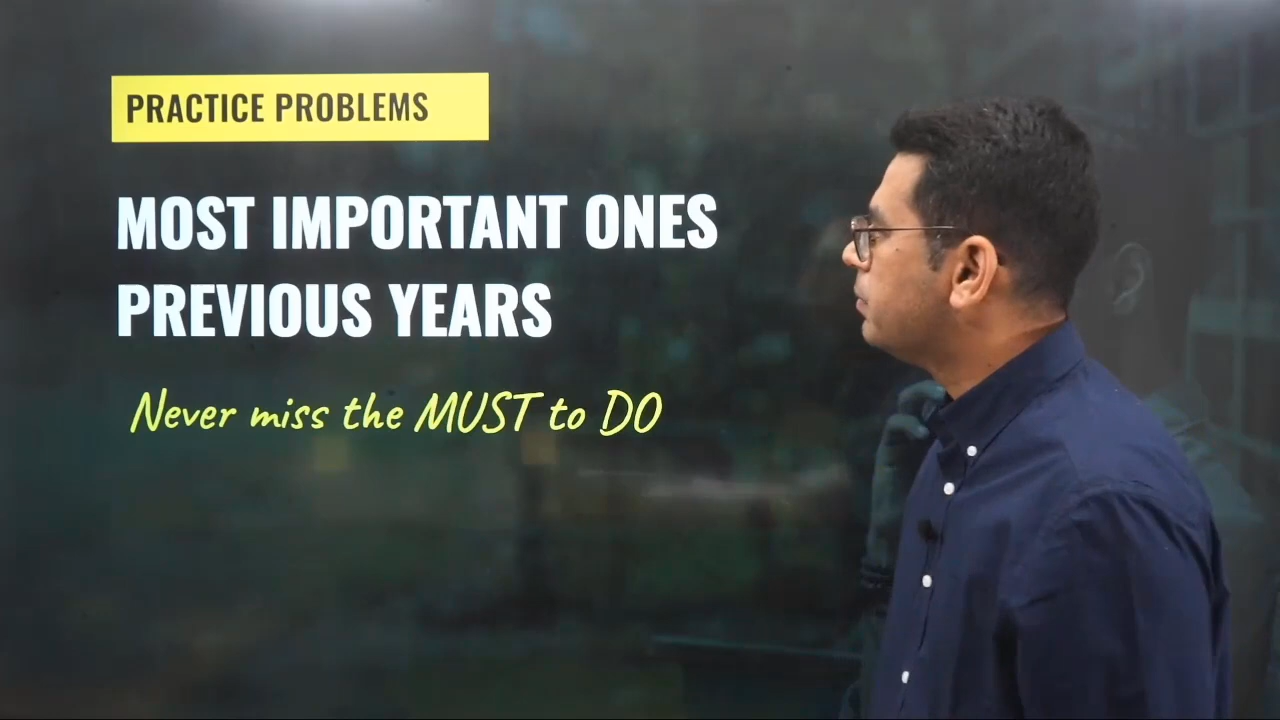 PRACTICE PROBLEMS
MOST IMPORTANT ONES
PREVIOUS YEARS
Never miss the MUST to DO